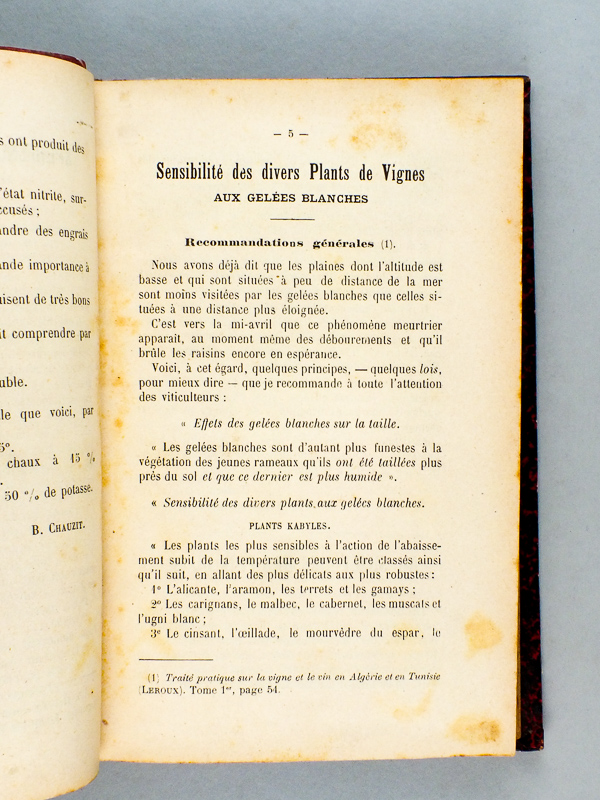 s ont produit des
l'état nitrite, sur-
ccusés ;
andre des engrais
ande importance à
uisent de très bons
it comprendre par
able.
le que voici, par
5°.
chaux à 15 %
50 % de potasse.
B. CHAUZIT.
— 5 —
Sensibilité des divers Plants de Vignes
AUX GELÉES BLANCHES
Recommandations générales (1).
Nous avons déjà dit que les plaines dont l'altitude est
basse et qui sont situées à peu de distance de la mer
sont moins visitées par les gelées blanches que celles si-
tuées à une distance plus éloignée.
C'est vers la mi-avril que ce phénomène meurtrier
apparait, au moment même des débourements et qu'il
brûle les raisins encore en espérance.
Voici, à cet égard, quelques principes, — quelques lois,
pour mieux dire — que je recommande à toute l'attention
des viticulteurs :
« Effets des gelées blanches sur la taille.
« Les gelées blanches sont d'autant plus funestes à la
végétation des jeunes rameaux qu'ils ont été taillées plus
près du sol et que ce dernier est plus humide ».
« Sensibilité des divers plants aux gelées blanches.
PLANTS KABYLES.
« Les plants les plus sensibles à l'action de l'abaisse-
ment subit de la température peuvent être classés ainsi
qu'il suit, en allant des plus délicats aux plus robustes :
1° L'alicante, l'aramon, les terrets et les gamays ;
2° Les carignans, le malbec, le cabernet, les muscats et
l'ugni blanc ;
3° Le cinsant, l'œillade, le mourvèdre du espar, le
(1) Traité pratique sur la vigne et le vin en Algérie et en Tunisie
(LEROUX). Tome 1er, page 54.